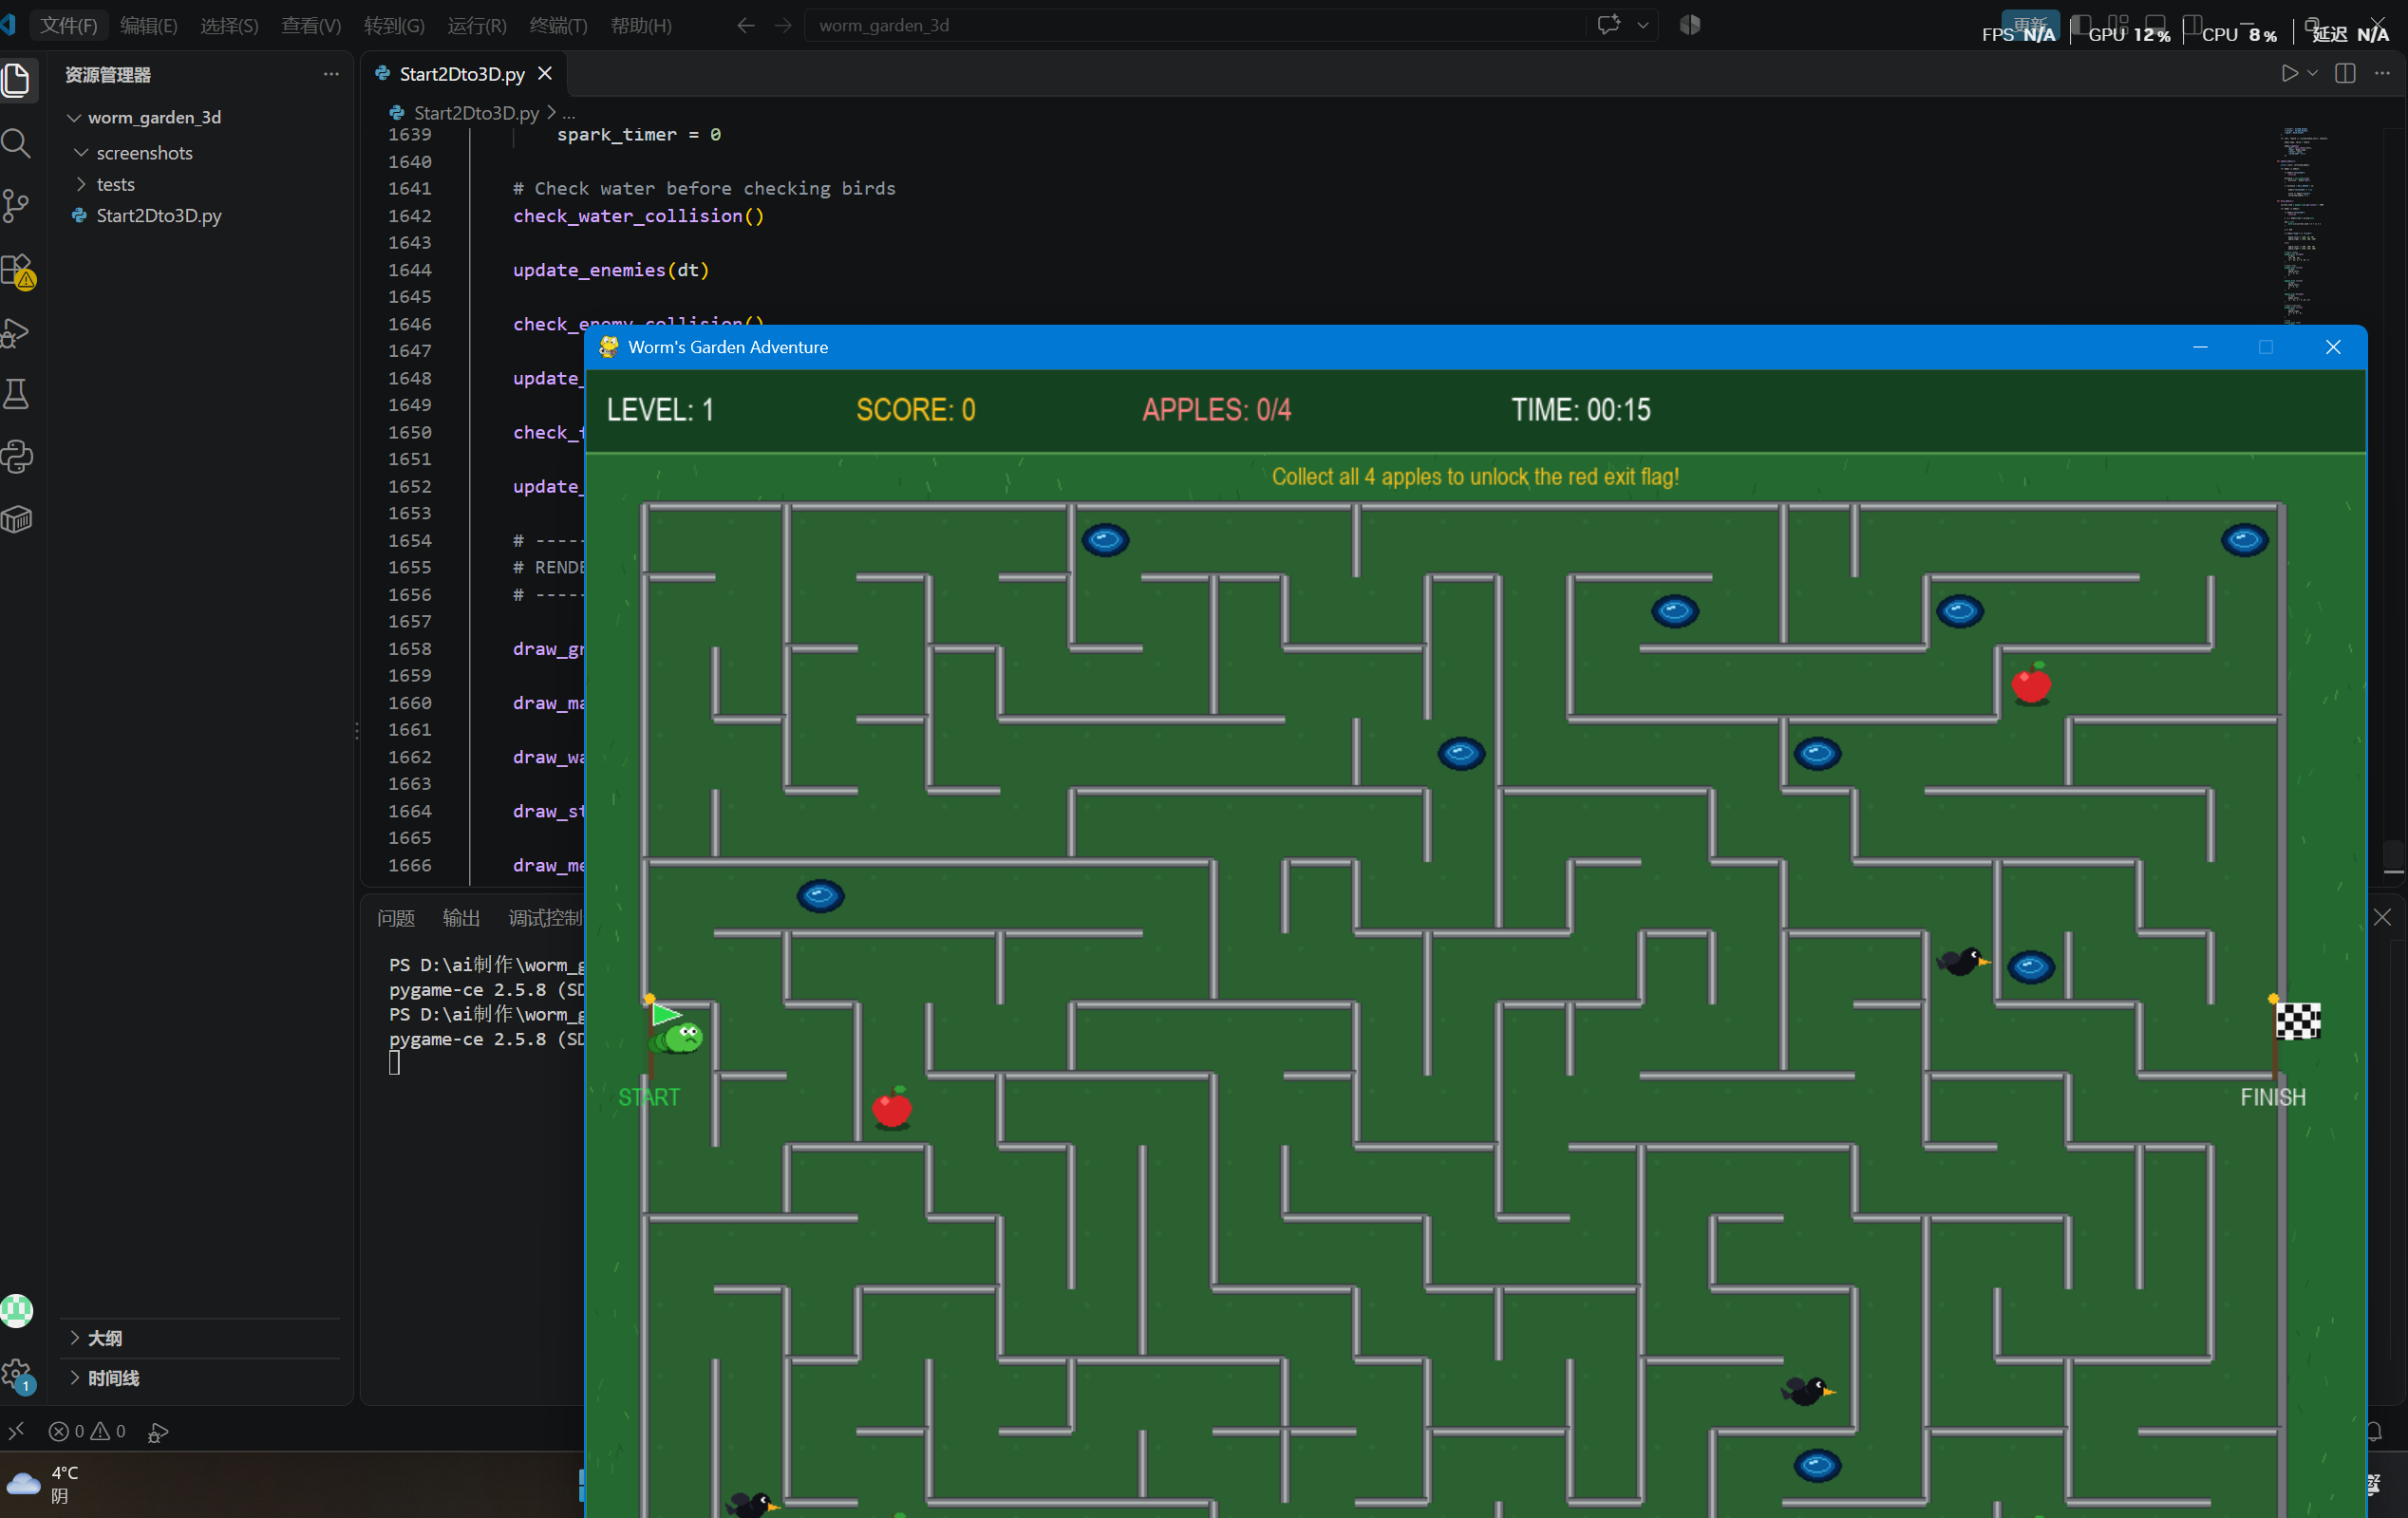 文件(F) 编辑(E) 选择(S) 查看(V) 转到(G) 运行(R) 终端(T) 帮助(H)
worm_garden_3d
更新
FPS N/A GPU 12% CPU 8% 延迟 N/A
资源管理器
worm_garden_3d
screenshots
tests
Start2Dto3D.py
大纲
时间线
Start2Dto3D.py
Start2Dto3D.py > ...
1639 spark_timer = 0
1640
1641 # Check water before checking birds
1642 check_water_collision()
1643
1644 update_enemies(dt)
1645
1646 check_enemy_collision()
1647
1648 update_
1649
1650 check_f
1651
1652 update_
1653
1654 # -----
1655 # RENDE
1656 # -----
1657
1658 draw_gr
1659
1660 draw_ma
1661
1662 draw_wa
1663
1664 draw_st
1665
1666 draw_me
问题 输出 调试控制
PS D:\ai制作\worm_g
pygame-ce 2.5.8 (SD
PS D:\ai制作\worm_g
pygame-ce 2.5.8 (SD
Worm's Garden Adventure
LEVEL: 1 SCORE: 0 APPLES: 0/4 TIME: 00:15
Collect all 4 apples to unlock the red exit flag!
START
FINISH
1
0 0
4°C
阴